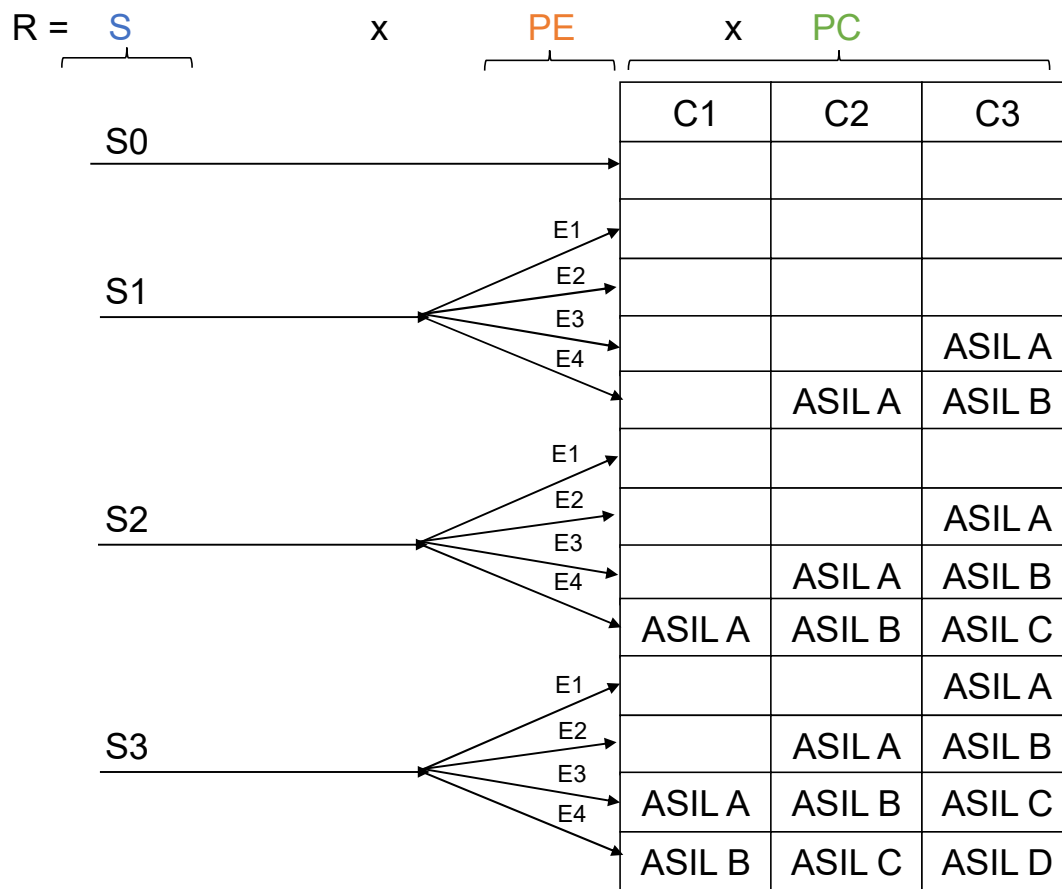 R = S x PE x PC
C1 C2 C3
S0
E1
E2
S1
E3
ASIL A
E4
ASIL A ASIL B
E1
E2
S2
ASIL A
E3
ASIL A ASIL B
E4
ASIL A ASIL B ASIL C
E1
ASIL A
E2
S3
ASIL A ASIL B
E3
ASIL A ASIL B ASIL C
E4
ASIL B ASIL C ASIL D